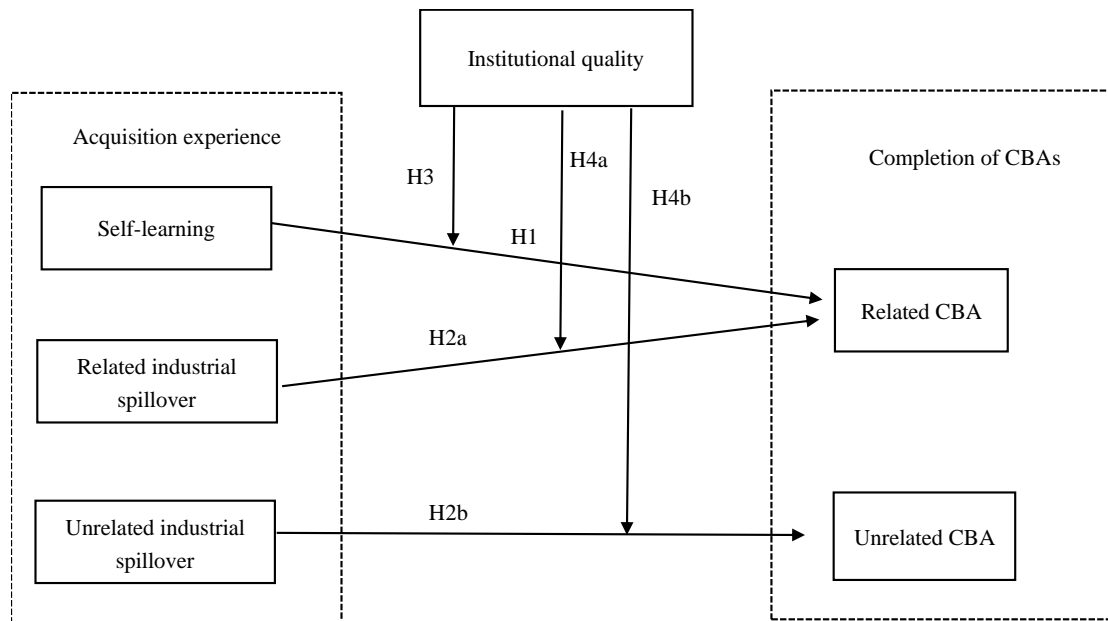 Institutional quality
Acquisition experience
Completion of CBAs
H3
H4a
H4b
Self-learning
H1
Related CBA
H2a
Related industrial
spillover
H2b
Unrelated industrial
spillover
Unrelated CBA